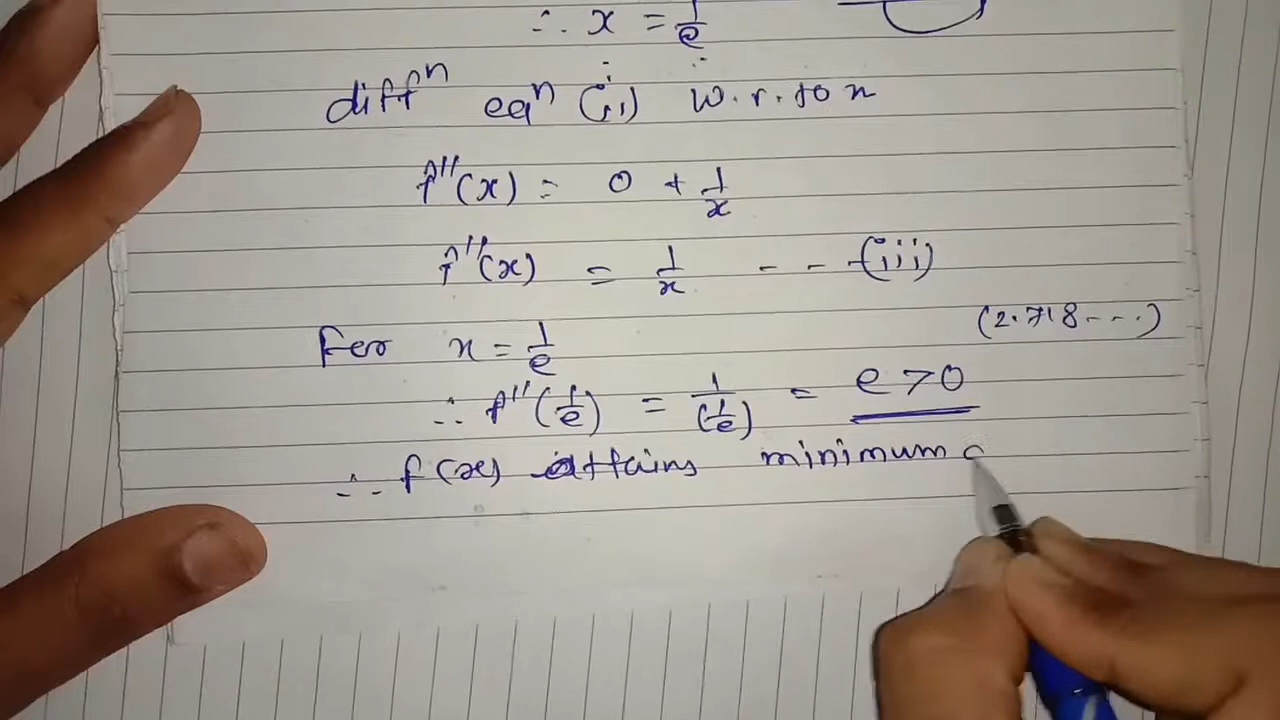 ∴ x = 1/e
diffⁿ eqⁿ (ii) w.r.to x
f''(x) = 0 + 1/x
f''(x) = 1/x - - (iii)
(2.718....)
For x = 1/e
∴ f''(1/e) = 1/(1/e) = e > 0
∴ f(x) attains minimum